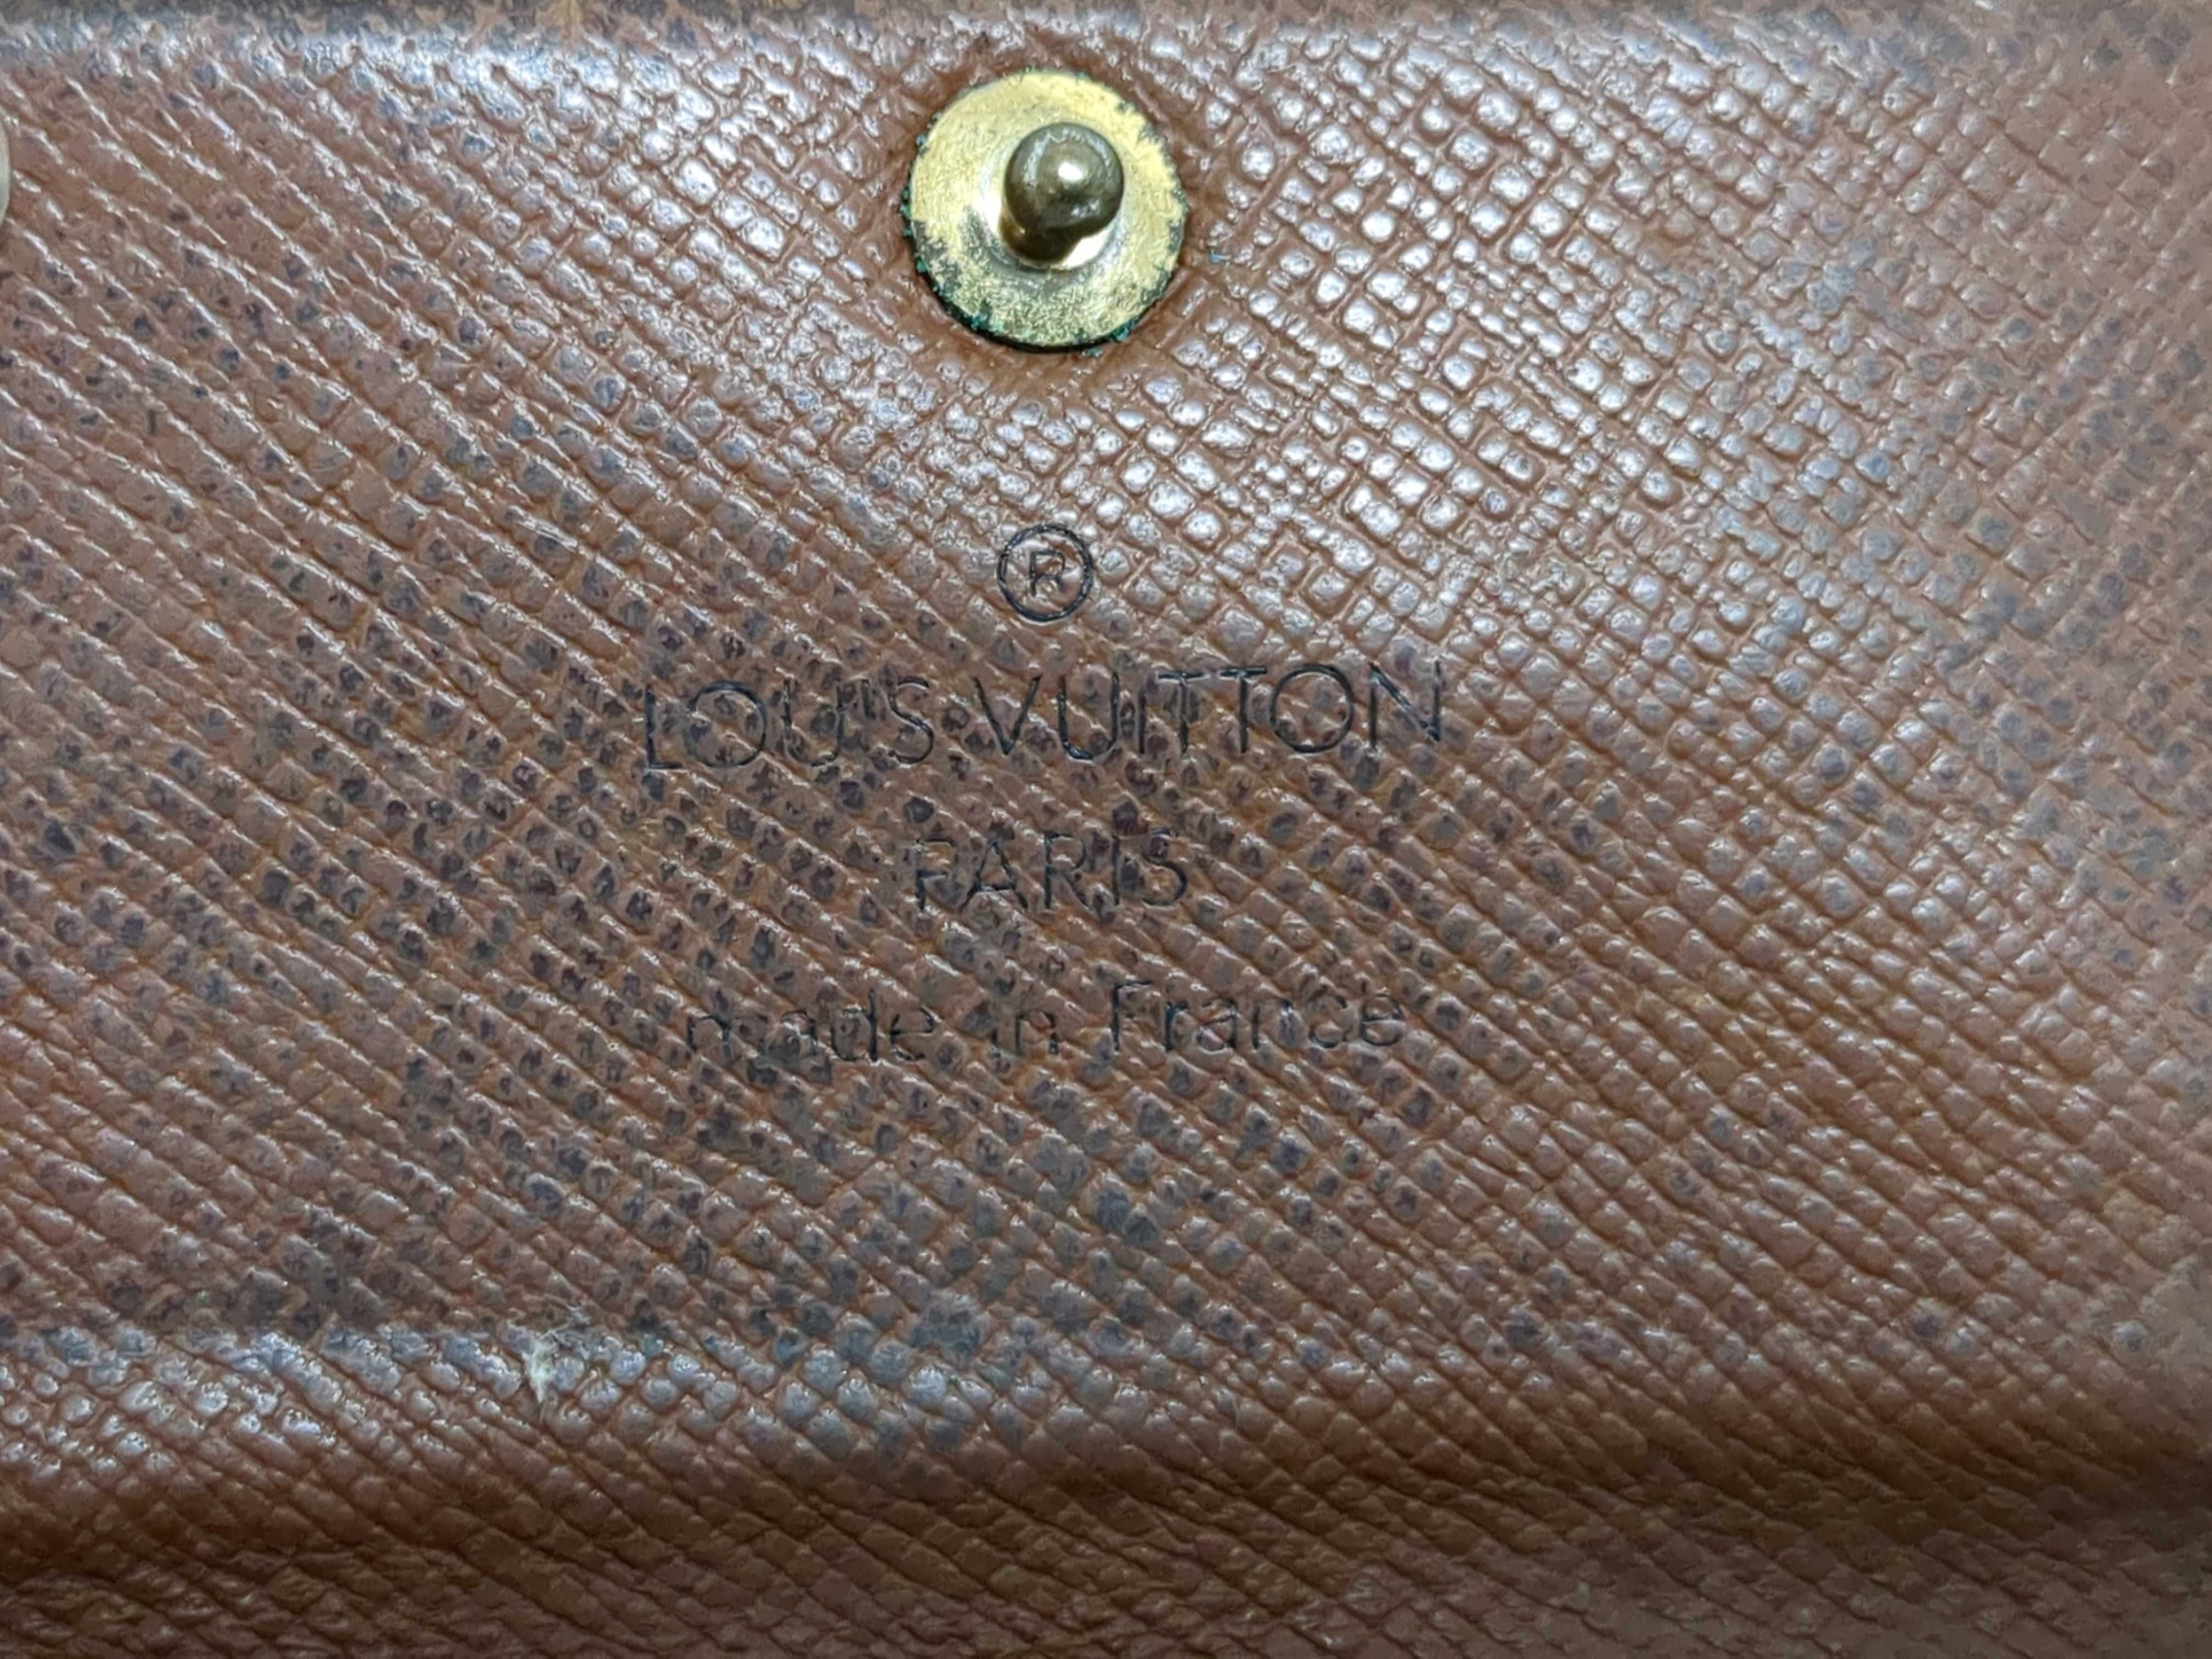 ®
LOUIS VUITTON
PARIS
made in France